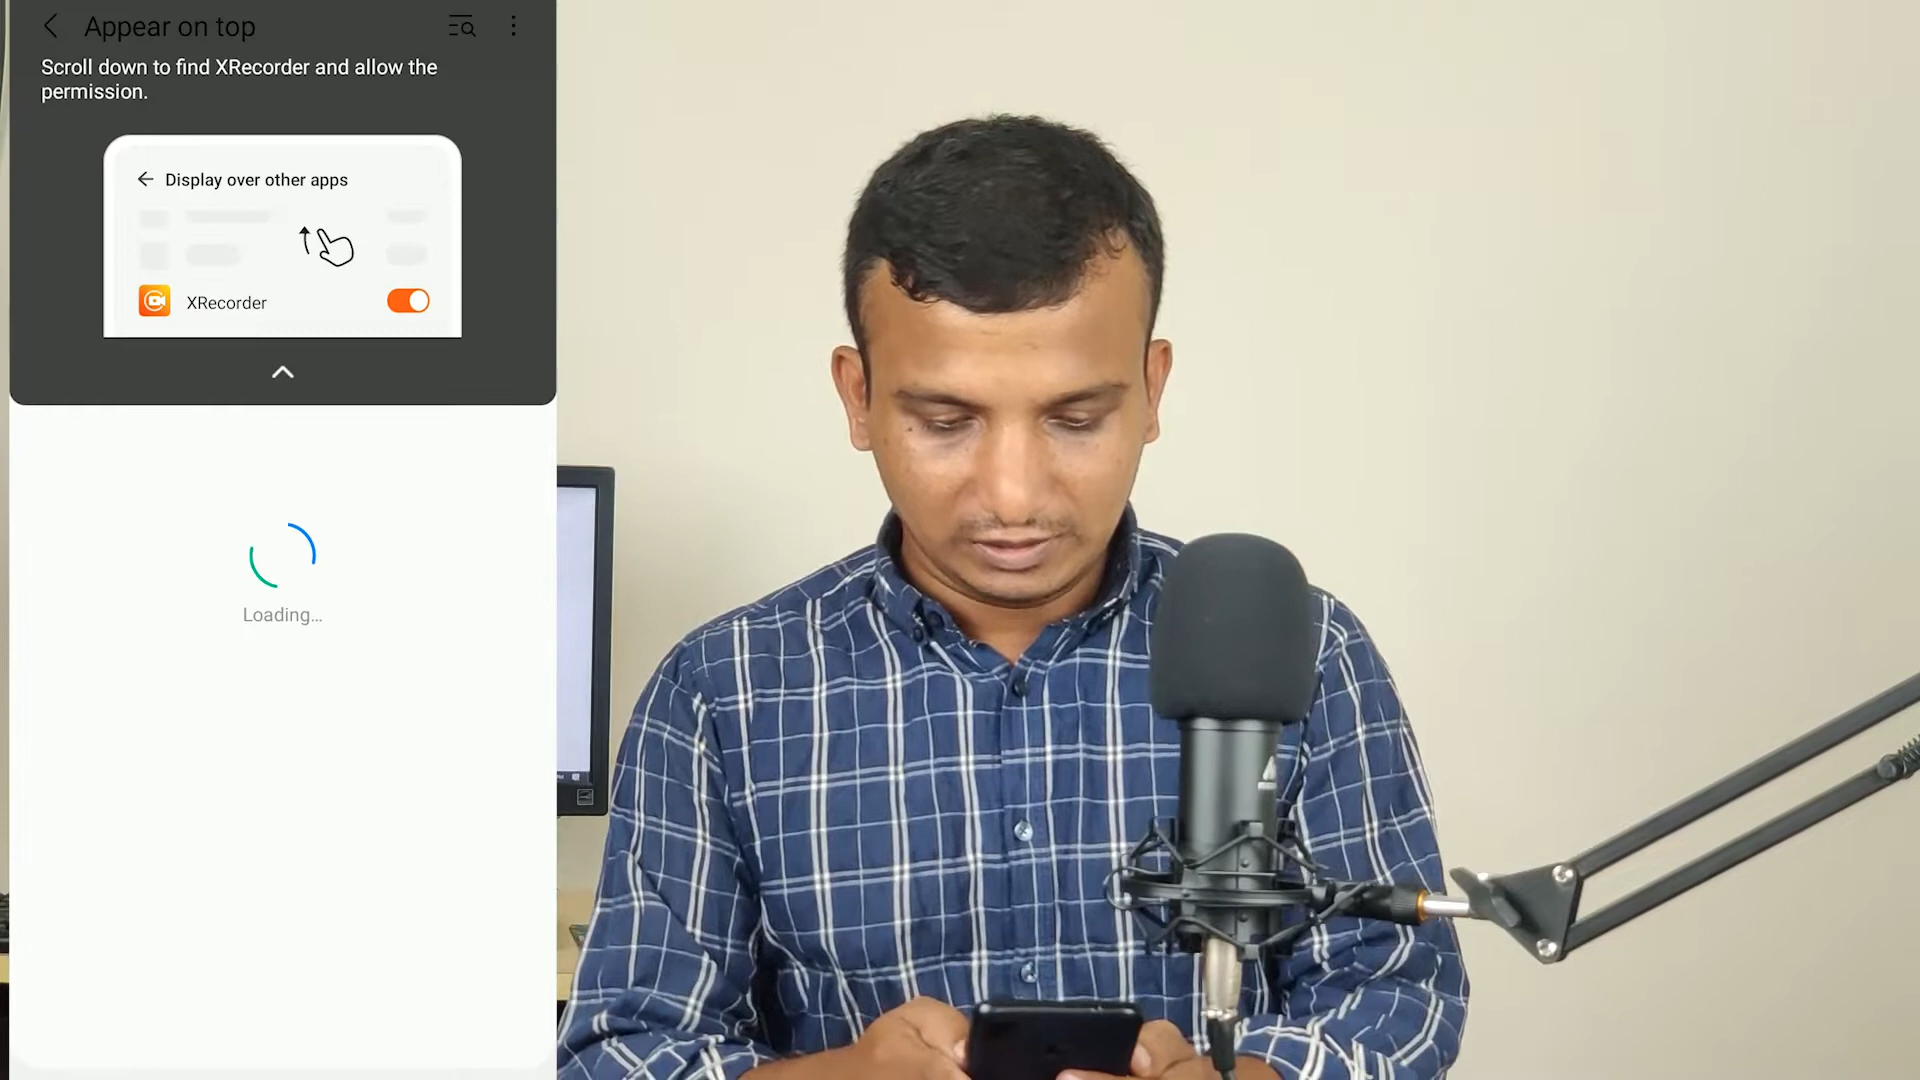 Appear on top
Scroll down to find XRecorder and allow the
permission.
Display over other apps
XRecorder
Loading...